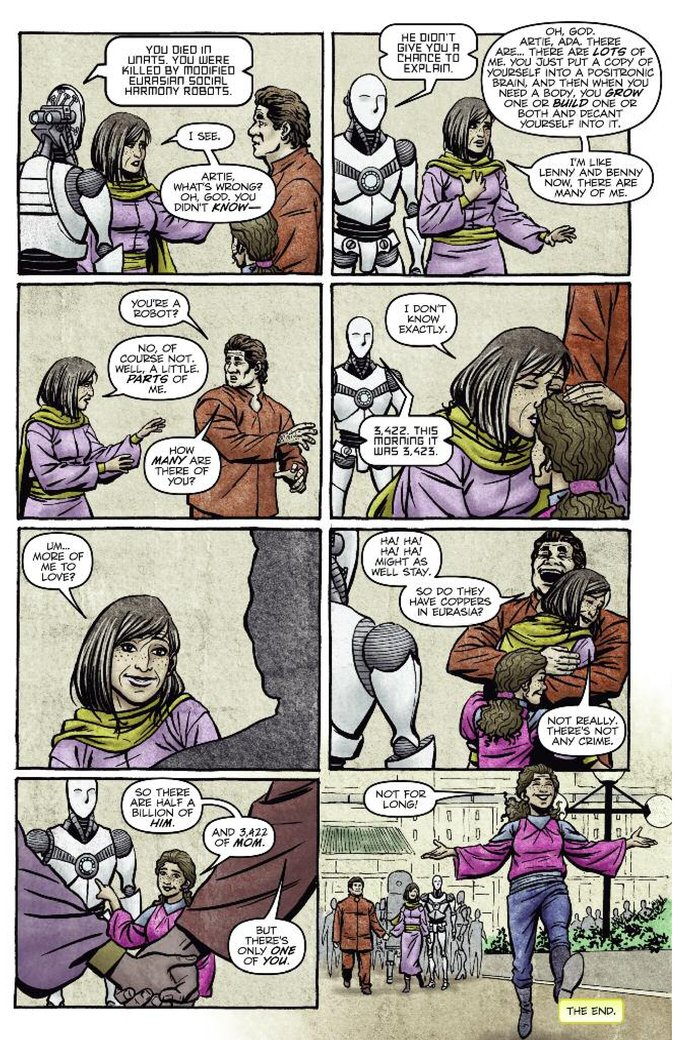 YOU DIED IN
UNATS. YOU WERE
KILLED BY MODIFIED
EURASIAN SOCIAL
HARMONY ROBOTS.
I SEE.
ARTIE,
WHAT'S WRONG?
OH, GOD. YOU
DIDN'T KNOW—
HE DIDN'T
GIVE YOU A
CHANCE TO
EXPLAIN.
OH, GOD.
ARTIE, ADA. THERE
ARE... THERE ARE LOTS OF
ME. YOU JUST PUT A COPY OF
YOURSELF INTO A POSITRONIC
BRAIN, AND THEN WHEN YOU
NEED A BODY, YOU GROW
ONE OR BUILD ONE OR
BOTH AND DECANT
YOURSELF INTO IT.
I'M LIKE
LENNY AND BENNY
NOW, THERE ARE
MANY OF ME.
YOU'RE A
ROBOT?
NO, OF
COURSE NOT.
WELL, A LITTLE.
PARTS OF
ME.
HOW
MANY ARE
THERE OF
YOU?
I DON'T
KNOW
EXACTLY.
3,422. THIS
MORNING IT
WAS 3,423.
UM...
MORE OF
ME TO
LOVE?
HA! HA!
HA! HA!
MIGHT AS
WELL STAY.
SO DO THEY
HAVE COPPERS
IN EURASIA?
NOT REALLY.
THERE'S NOT
ANY CRIME.
SO THERE
ARE HALF A
BILLION OF
HIM.
AND 3,422
OF MOM.
BUT
THERE'S
ONLY ONE
OF YOU.
NOT FOR
LONG!
THE END.